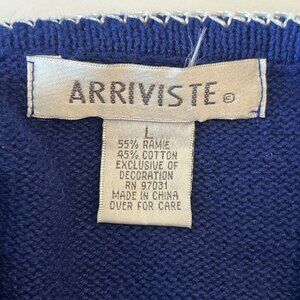 ARRIVISTE ©
L
55% RAMIE
45% COTTON
EXCLUSIVE OF
DECORATION
RN 97031
MADE IN CHINA
OVER FOR CARE